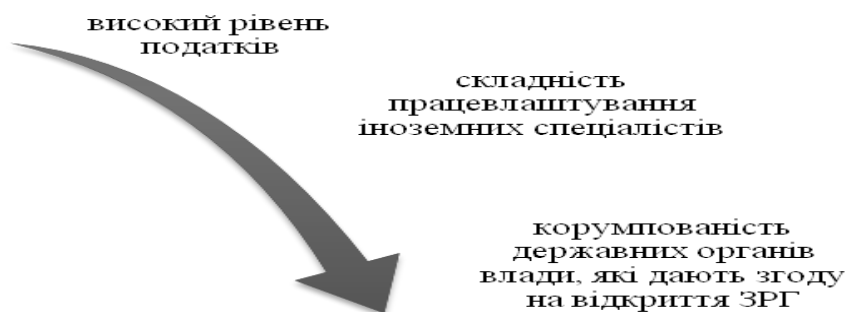 високий рівень
податків
складність
працевлаштування
іноземних спеціалістів
корумпованість
державних органів
влади, які дають згоду
на відкриття ЗРГ